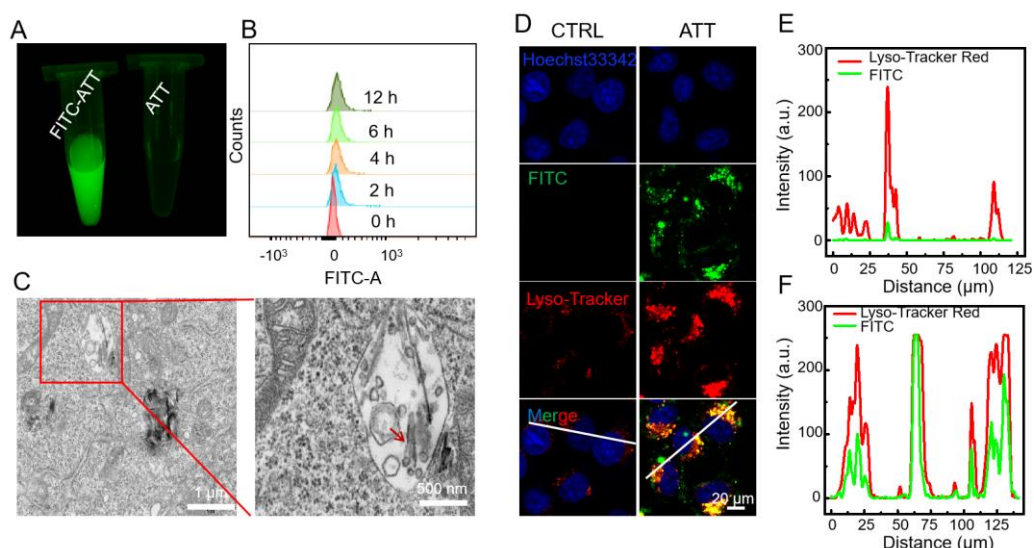 A
FITC-ATT
ATT
B
Counts
12 h
6 h
4 h
2 h
0 h
-10³
0
10³
FITC-A
C
1 µm
500 nm
D
CTRL
ATT
Hoechst33342
FITC
Lyso-Tracker
Merge
20 µm
E
Lyso-Tracker Red
FITC
Intensity (a.u.)
300
200
100
0
0 25 50 75 100 125
Distance (µm)
F
Lyso-Tracker Red
FITC
Intensity (a.u.)
300
200
100
0
0 25 50 75 100 125
Distance (µm)